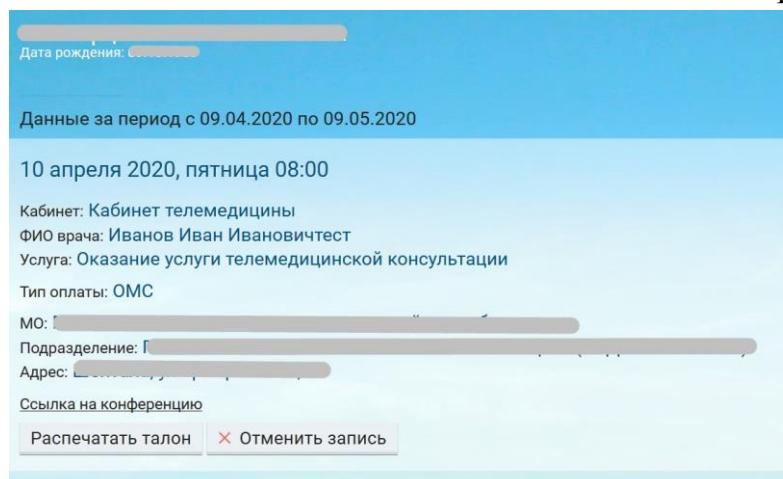 Дата рождения:
Данные за период с 09.04.2020 по 09.05.2020
10 апреля 2020, пятница 08:00
Кабинет: Кабинет телемедицины
ФИО врача: Иванов Иван Ивановичтест
Услуга: Оказание услуги телемедицинской консультации
Тип оплаты: ОМС
МО:
Подразделение:
Адрес:
Ссылка на конференцию
Распечатать талон × Отменить запись